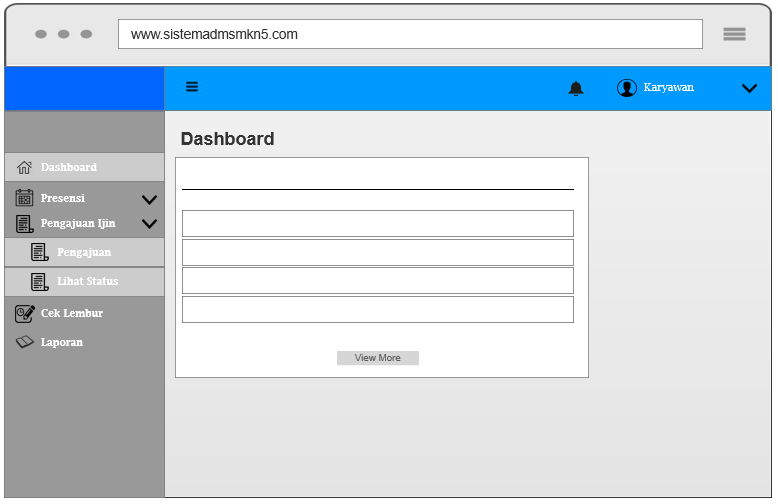 www.sistemadmsmkn5.com
Karyawan
Dashboard
Dashboard
Presensi
Pengajuan Ijin
Pengajuan
Lihat Status
Cek Lembur
Laporan
View More